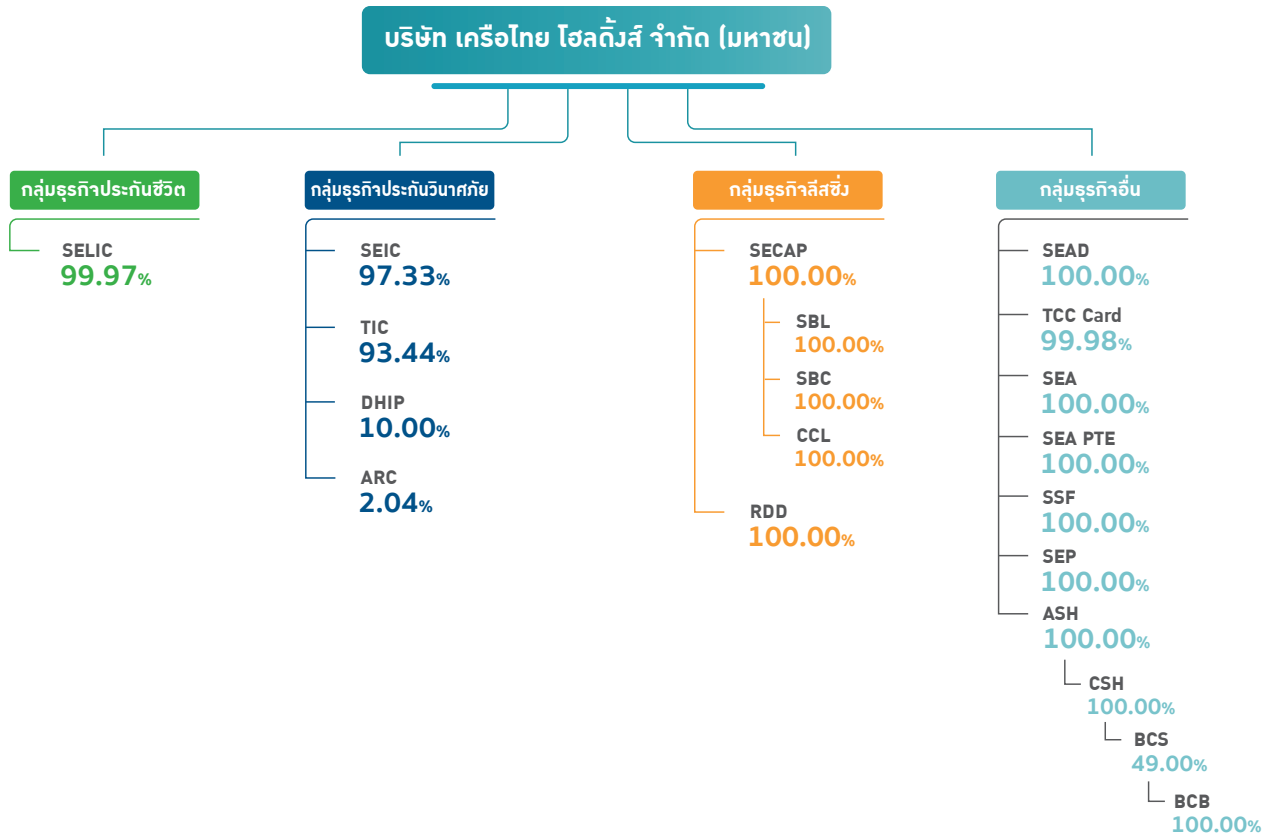 บริษัท เครือไทย โฮลดิ้งส์ จำกัด (มหาชน)
กลุ่มธุรกิจประกันชีวิต
SELIC
99.97%
กลุ่มธุรกิจประกันวินาศภัย
SEIC
97.33%
TIC
93.44%
DHIP
10.00%
ARC
2.04%
กลุ่มธุรกิจลีสซิ่ง
SECAP
100.00%
SBL
100.00%
SBC
100.00%
CCL
100.00%
RDD
100.00%
กลุ่มธุรกิจอื่น
SEAD
100.00%
TCC Card
99.98%
SEA
100.00%
SEA PTE
100.00%
SSF
100.00%
SEP
100.00%
ASH
100.00%
CSH
100.00%
BCS
49.00%
BCB
100.00%